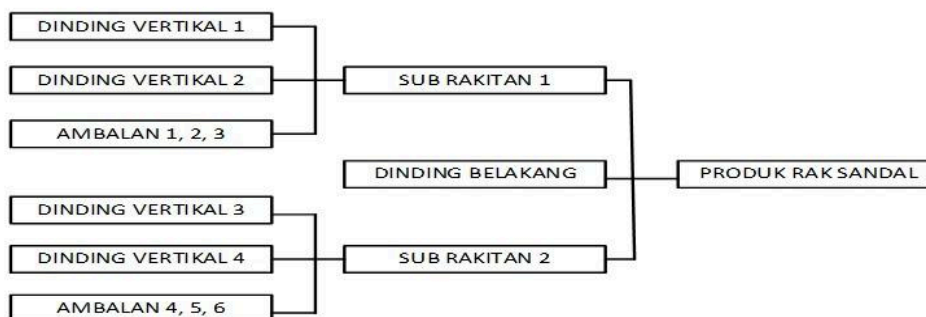 DINDING VERTIKAL 1
DINDING VERTIKAL 2
SUB RAKITAN 1
AMBALAN 1, 2, 3
DINDING BELAKANG
PRODUK RAK SANDAL
DINDING VERTIKAL 3
DINDING VERTIKAL 4
SUB RAKITAN 2
AMBALAN 4, 5, 6